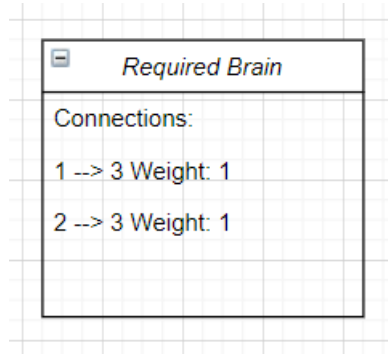 Required Brain
Connections:
1 --> 3 Weight: 1
2 --> 3 Weight: 1